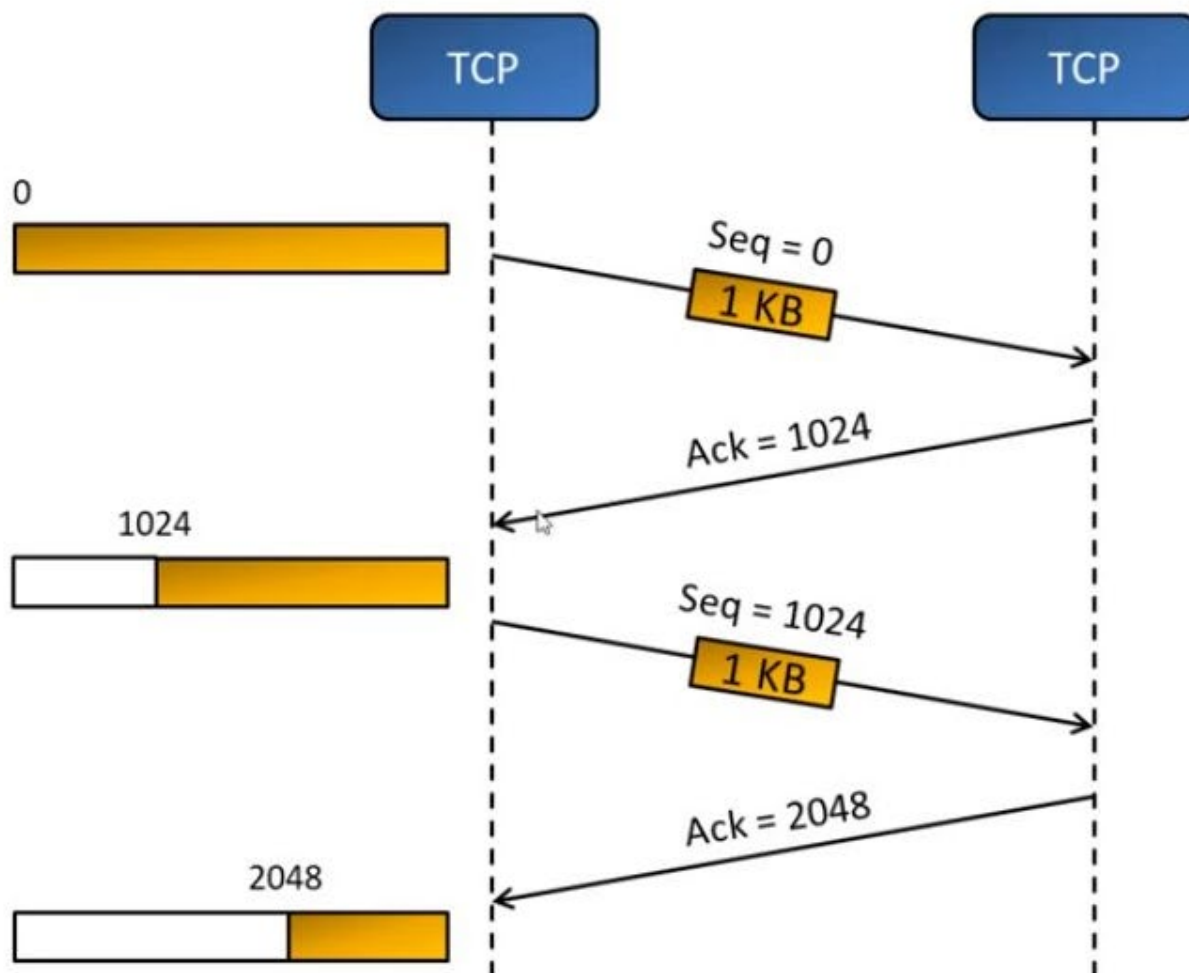 TCP
TCP
0
Seq = 0
1 KB
Ack = 1024
1024
Seq = 1024
1 KB
Ack = 2048
2048